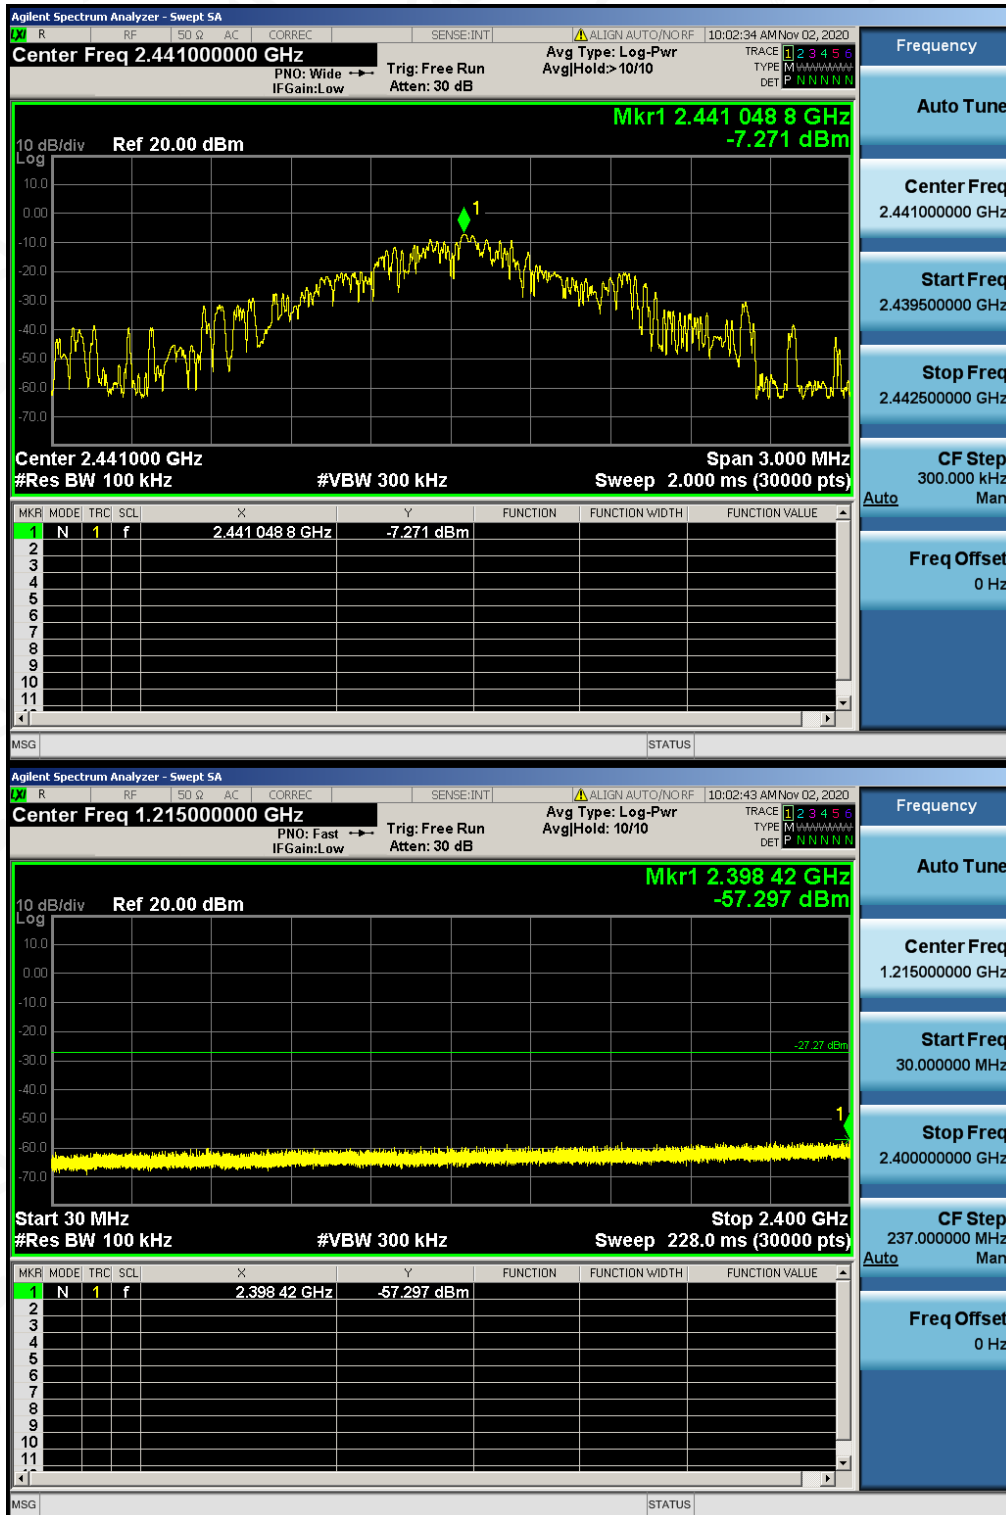 Agilent Spectrum Analyzer - Swept SA
LXI R RF 50 Ω AC CORREC SENSE:INT ALIGN AUTO/NO RF 10:02:34 AM Nov 02, 2020
Center Freq 2.441000000 GHz Avg Type: Log-Pwr TRACE 1 2 3 4 5 6
PNO: Wide Trig: Free Run Avg|Hold:>10/10 TYPE M WWWWW
IFGain:Low Atten: 30 dB DET P N N N N N
Mkr1 2.441 048 8 GHz
-7.271 dBm
10 dB/div Ref 20.00 dBm
Log
10.0
0.00
-10.0
-20.0
-30.0
-40.0
-50.0
-60.0
-70.0
1
Center 2.441000 GHz Span 3.000 MHz
#Res BW 100 kHz #VBW 300 kHz Sweep 2.000 ms (30000 pts)
MKR MODE TRC SCL X Y FUNCTION FUNCTION WIDTH FUNCTION VALUE
1 N 1 f 2.441 048 8 GHz -7.271 dBm
2
3
4
5
6
7
8
9
10
11
MSG STATUS
Frequency
Auto Tune
Center Freq
2.441000000 GHz
Start Freq
2.439500000 GHz
Stop Freq
2.442500000 GHz
CF Step
300.000 kHz
Auto Man
Freq Offset
0 Hz
Agilent Spectrum Analyzer - Swept SA
LXI R RF 50 Ω AC CORREC SENSE:INT ALIGN AUTO/NO RF 10:02:43 AM Nov 02, 2020
Center Freq 1.215000000 GHz Avg Type: Log-Pwr TRACE 1 2 3 4 5 6
PNO: Fast Trig: Free Run Avg|Hold: 10/10 TYPE M WWWWW
IFGain:Low Atten: 30 dB DET P N N N N N
Mkr1 2.398 42 GHz
-57.297 dBm
10 dB/div Ref 20.00 dBm
Log
10.0
0.00
-10.0
-20.0
-30.0
-40.0
-50.0
-60.0
-70.0
-27.27 dBm
1
Start 30 MHz Stop 2.400 GHz
#Res BW 100 kHz #VBW 300 kHz Sweep 228.0 ms (30000 pts)
MKR MODE TRC SCL X Y FUNCTION FUNCTION WIDTH FUNCTION VALUE
1 N 1 f 2.398 42 GHz -57.297 dBm
2
3
4
5
6
7
8
9
10
11
MSG STATUS
Frequency
Auto Tune
Center Freq
1.215000000 GHz
Start Freq
30.000000 MHz
Stop Freq
2.400000000 GHz
CF Step
237.000000 MHz
Auto Man
Freq Offset
0 Hz